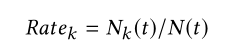 Rate_k = N_k(t)/N(t)